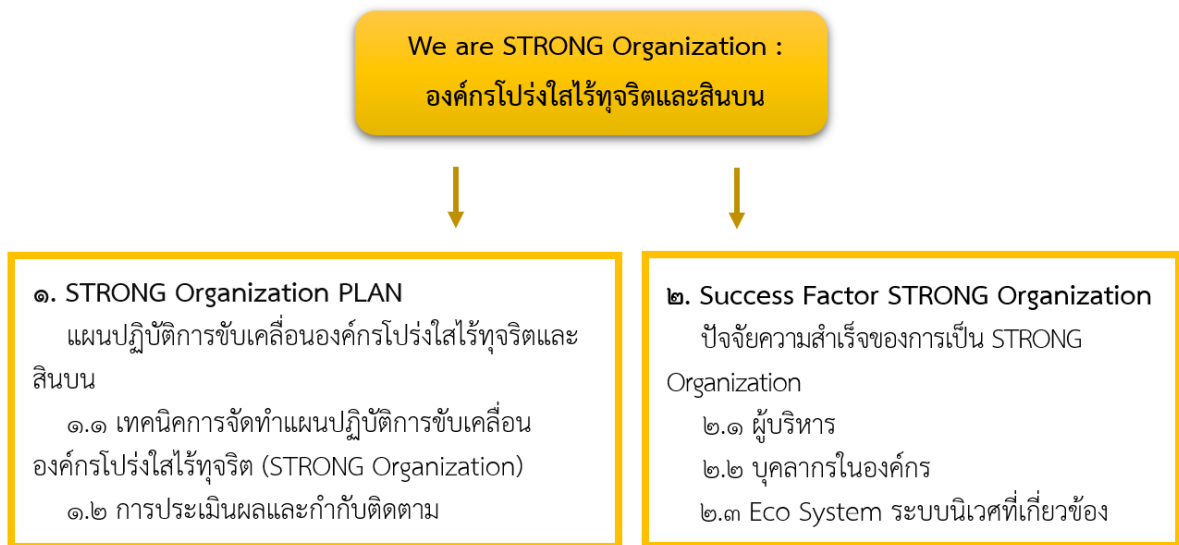 We are STRONG Organization :
องค์กรโปร่งใสไร้ทุจริตและสินบน
๑. STRONG Organization PLAN
แผนปฏิบัติการขับเคลื่อนองค์กรโปร่งใสไร้ทุจริตและ
สินบน
๑.๑ เทคนิคการจัดทำแผนปฏิบัติการขับเคลื่อน
องค์กรโปร่งใสไร้ทุจริต (STRONG Organization)
๑.๒ การประเมินผลและกำกับติดตาม
๒. Success Factor STRONG Organization
ปัจจัยความสำเร็จของการเป็น STRONG
Organization
๒.๑ ผู้บริหาร
๒.๒ บุคลากรในองค์กร
๒.๓ Eco System ระบบนิเวศที่เกี่ยวข้อง